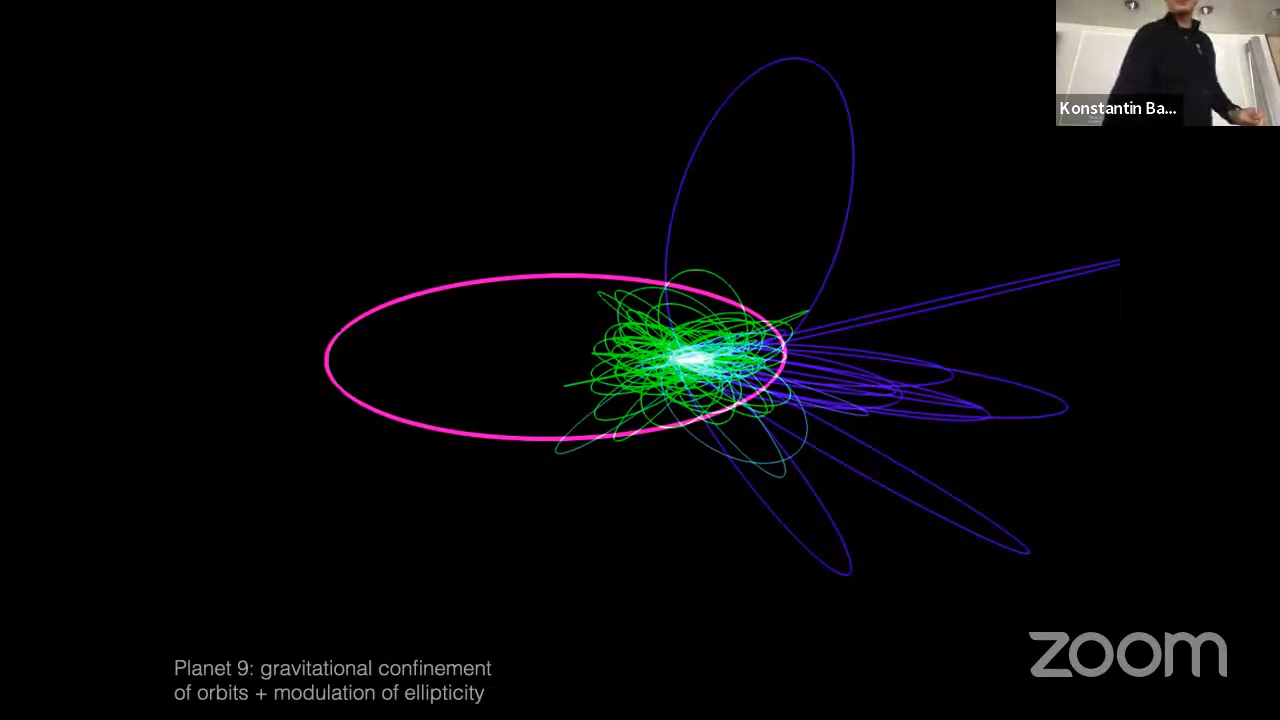 Konstantin Ba...
Planet 9: gravitational confinement
of orbits + modulation of ellipticity
zoom